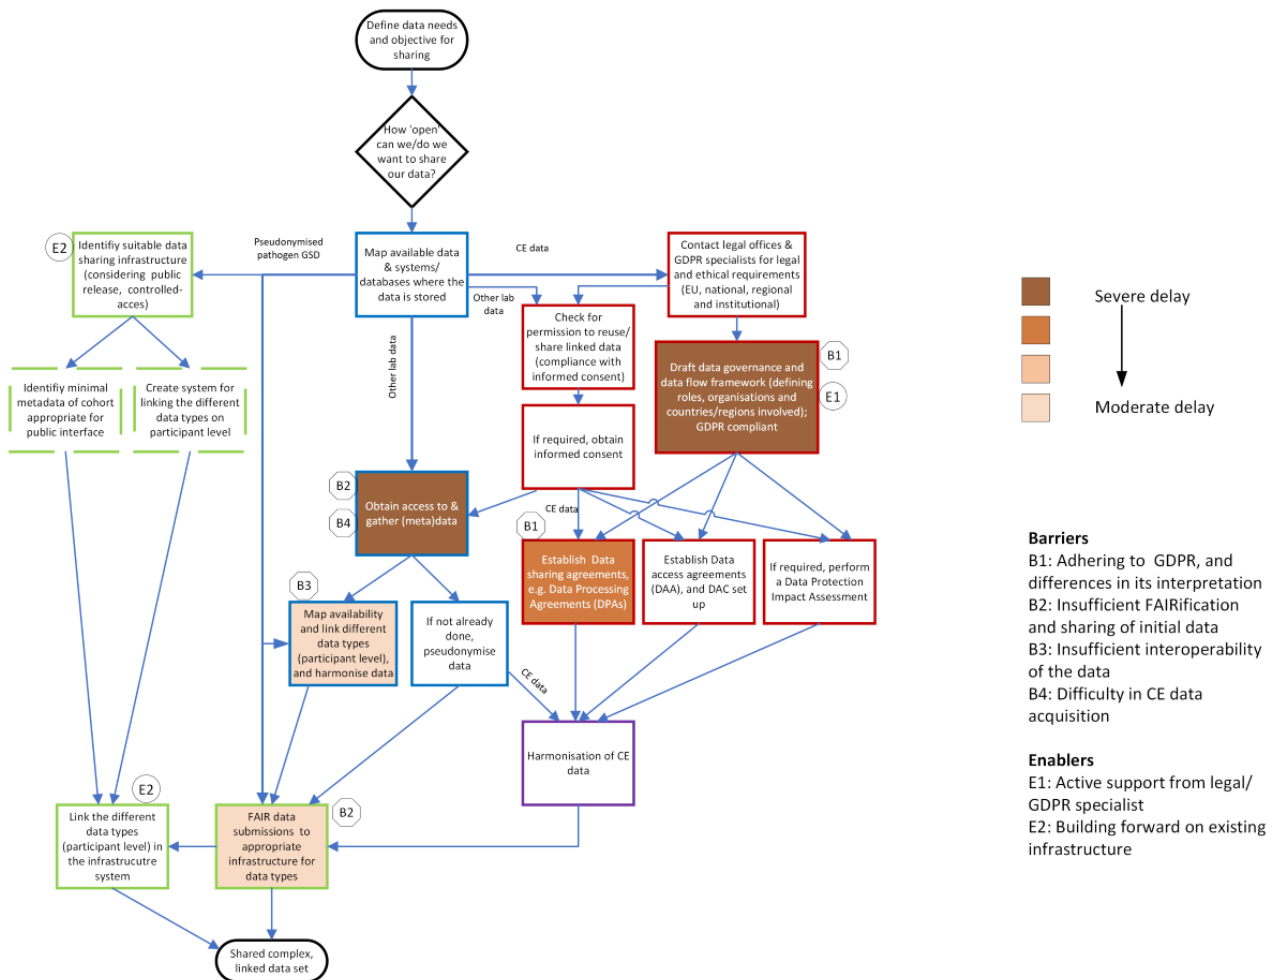 Define data needs
and objective for
sharing
How 'open'
can we/do we
want to share
our data?
E2
Identifiy suitable data
sharing infrastructure
(considering public
release, controlled-
acces)
Pseudonymised
pathogen GSD
Map available data
& systems/
databases where the
data is stored
CE data
Other lab
data
Contact legal offices &
GDPR specialists for legal
and ethical requirements
(EU, national, regional
and institutional)
Check for
permission to reuse/
share linked data
(compliance with
informed consent)
B1
E1
Draft data governance and
data flow framework (defining
roles, organisations and
countries/regions involved);
GDPR compliant
Identifiy minimal
metadata of cohort
appropriate for
public interface
Create system for
linking the different
data types on
participant level
Other lab data
If required, obtain
informed consent
B2
B4
Obtain access to &
gather (meta)data
CE data
B1
Establish Data
sharing agreements,
e.g. Data Processing
Agreements (DPAs)
Establish Data
access agreements
(DAA), and DAC set
up
If required, perform
a Data Protection
Impact Assessment
B3
Map availability
and link different
data types
(participant level),
and harmonise data
If not already
done,
pseudonymise
data
CE data
Harmonisation of CE
data
E2
Link the different
data types
(participant level) in
the infrastrucutre
system
B2
FAIR data
submissions to
appropriate
infrastructure for
data types
Shared complex,
linked data set
Severe delay
Moderate delay
Barriers
B1: Adhering to GDPR, and
differences in its interpretation
B2: Insufficient FAIRification
and sharing of initial data
B3: Insufficient interoperability
of the data
B4: Difficulty in CE data
acquisition
Enablers
E1: Active support from legal/
GDPR specialist
E2: Building forward on existing
infrastructure